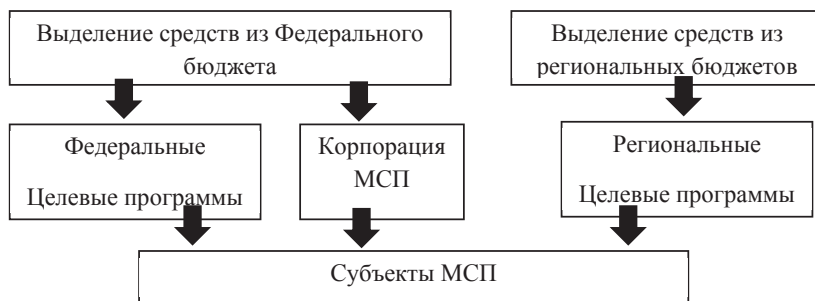 Выделение средств из Федерального
бюджета
Выделение средств из
региональных бюджетов
Федеральные
Целевые программы
Корпорация
МСП
Региональные
Целевые программы
Субъекты МСП